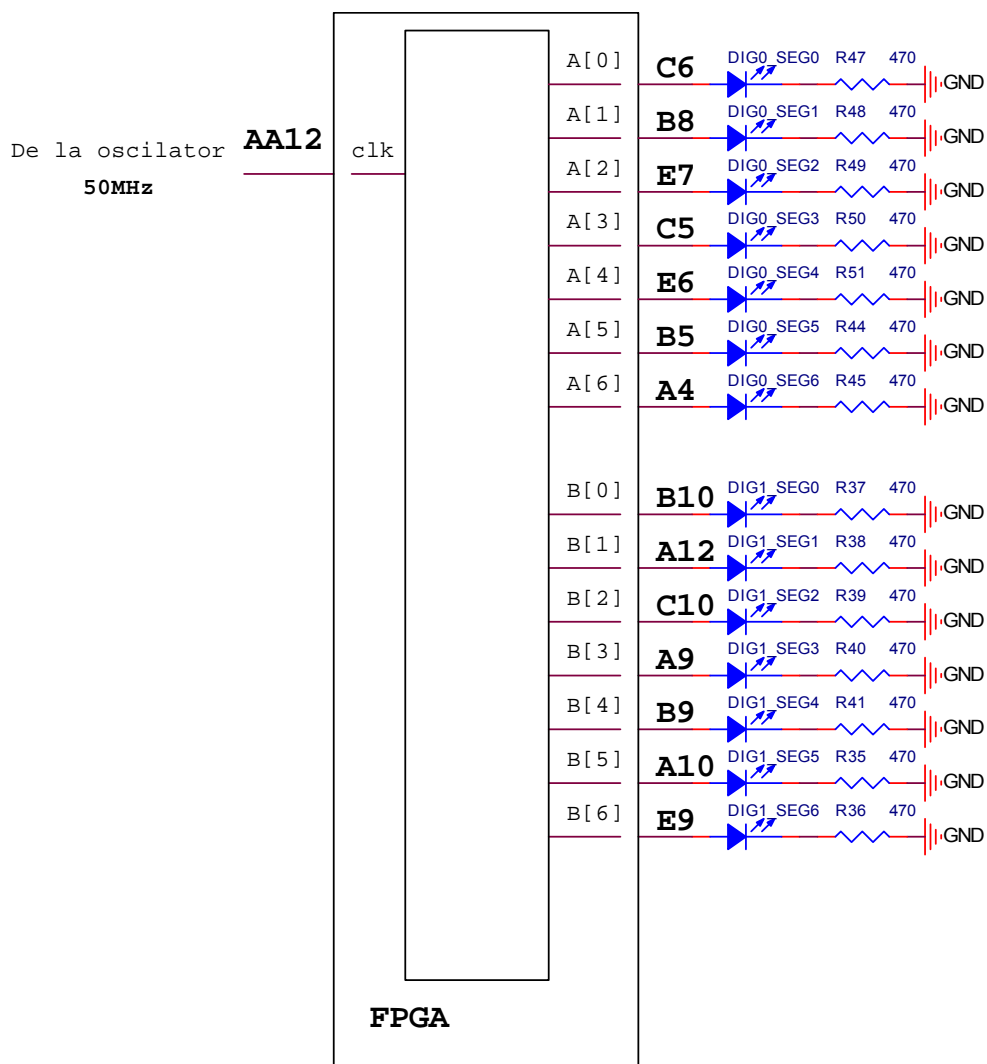 A[0] C6 DIG0_SEG0 R47 470 GND
A[1] B8 DIG0_SEG1 R48 470 GND
De la oscilator AA12 clk
50MHz
A[2] E7 DIG0_SEG2 R49 470 GND
A[3] C5 DIG0_SEG3 R50 470 GND
A[4] E6 DIG0_SEG4 R51 470 GND
A[5] B5 DIG0_SEG5 R44 470 GND
A[6] A4 DIG0_SEG6 R45 470 GND
B[0] B10 DIG1_SEG0 R37 470 GND
B[1] A12 DIG1_SEG1 R38 470 GND
B[2] C10 DIG1_SEG2 R39 470 GND
B[3] A9 DIG1_SEG3 R40 470 GND
B[4] B9 DIG1_SEG4 R41 470 GND
B[5] A10 DIG1_SEG5 R35 470 GND
B[6] E9 DIG1_SEG6 R36 470 GND
FPGA